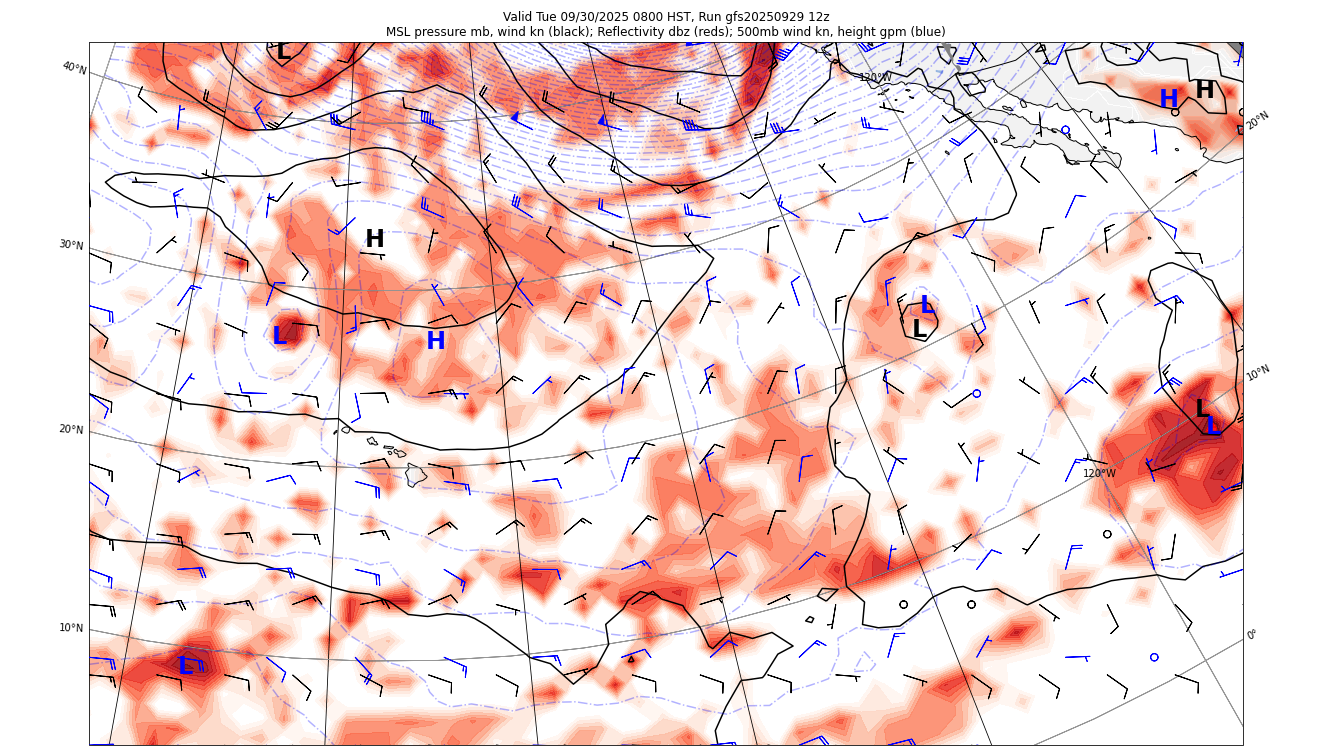 Valid Tue 09/30/2025 0800 HST, Run gfs20250929 12z
MSL pressure mb, wind kn (black); Reflectivity dbz (reds); 500mb wind kn, height gpm (blue)
L
40°N
120°W
H H
20°N
H
30°N
L
L
L
H
10°N
L
L
20°N
120°W
10°N
0°
L